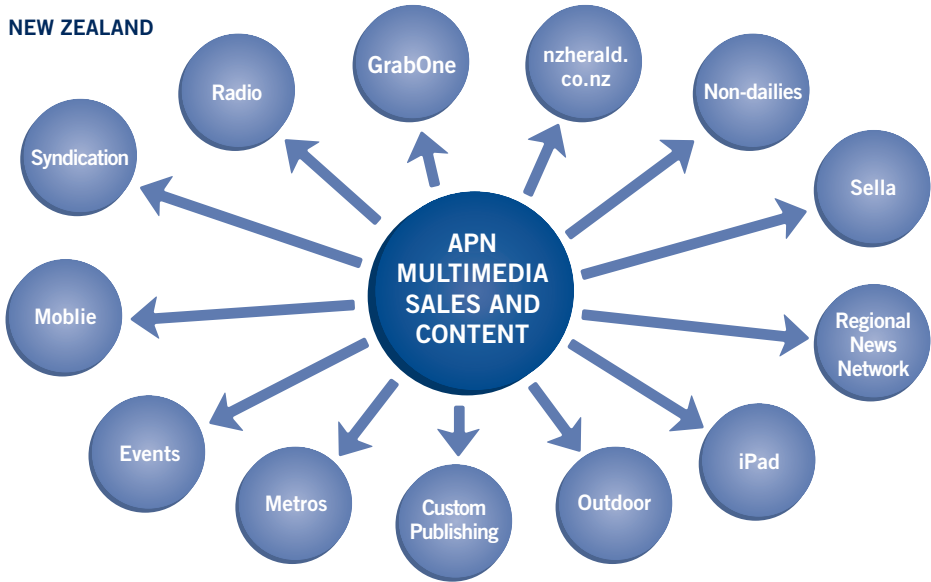 NEW ZEALAND
GrabOne
nzherald.
co.nz
Radio
Non-dailies
Syndication
Sella
APN
MULTIMEDIA
SALES AND
CONTENT
Moblie
Regional
News
Network
Events
iPad
Metros
Custom
Publishing
Outdoor